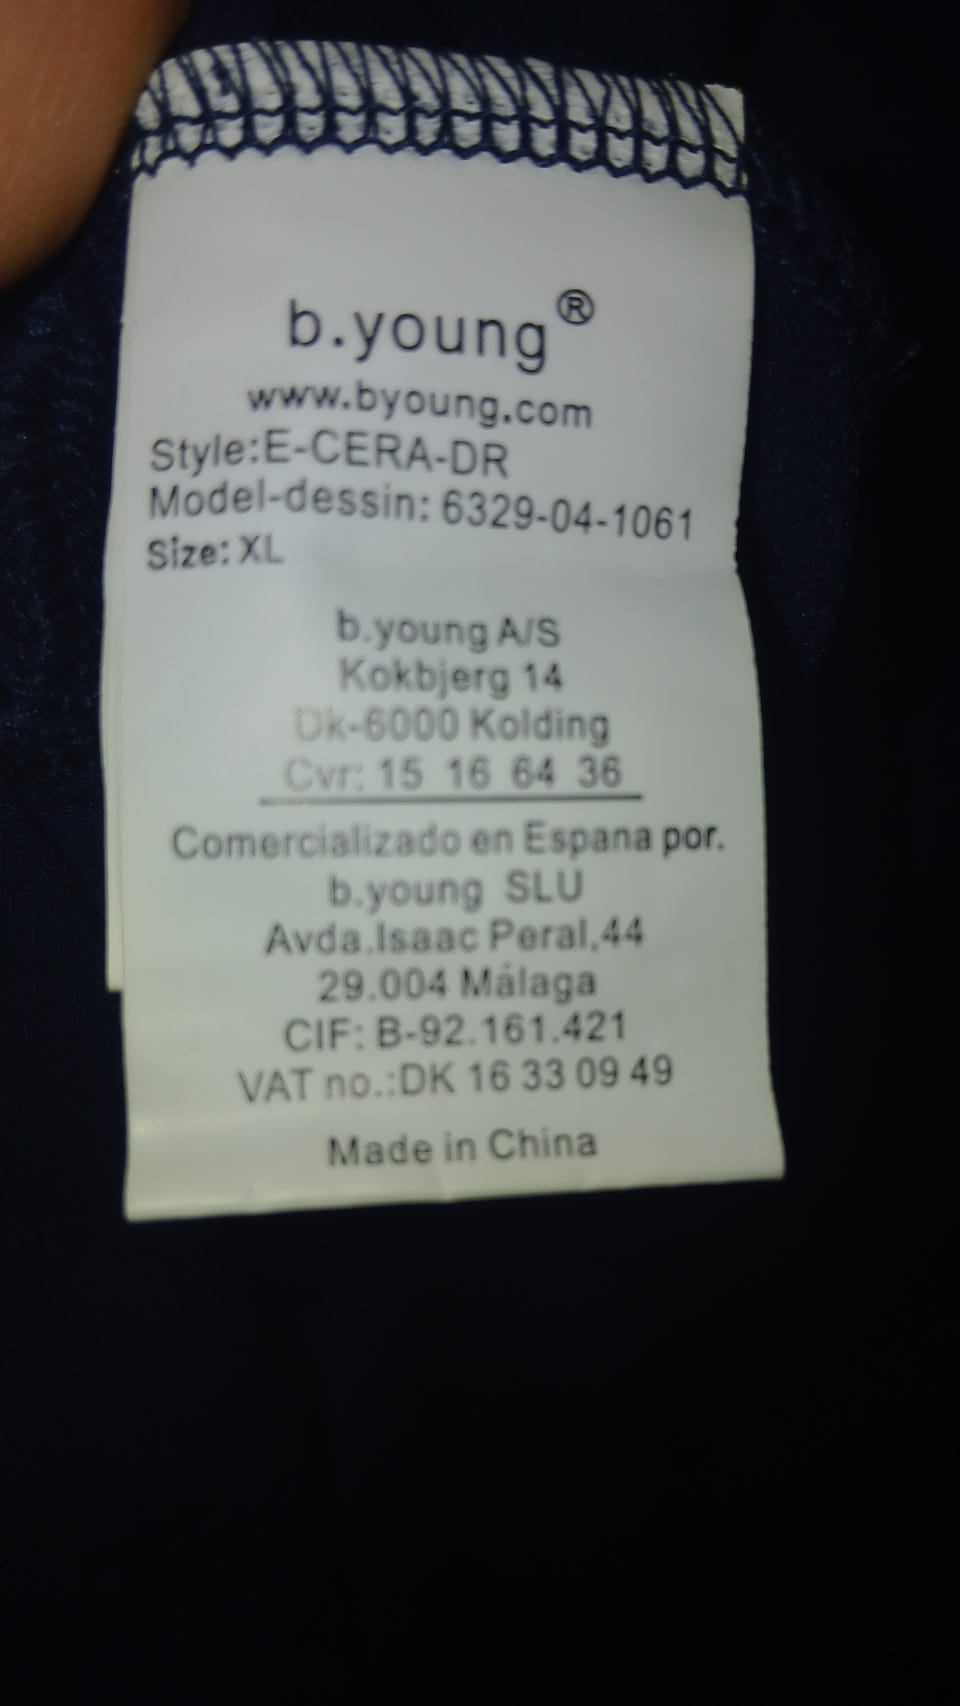 b.young®
www.byoung.com
Style:E-CERA-DR
Model-dessin: 6329-04-1061
Size: XL
b.young A/S
Kokbjerg 14
Dk-6000 Kolding
Cvr: 15 16 64 36
Comercializado en Espana por.
b.young SLU
Avda.Isaac Peral,44
29.004 Málaga
CIF: B-92.161.421
VAT no.:DK 16 33 09 49
Made in China